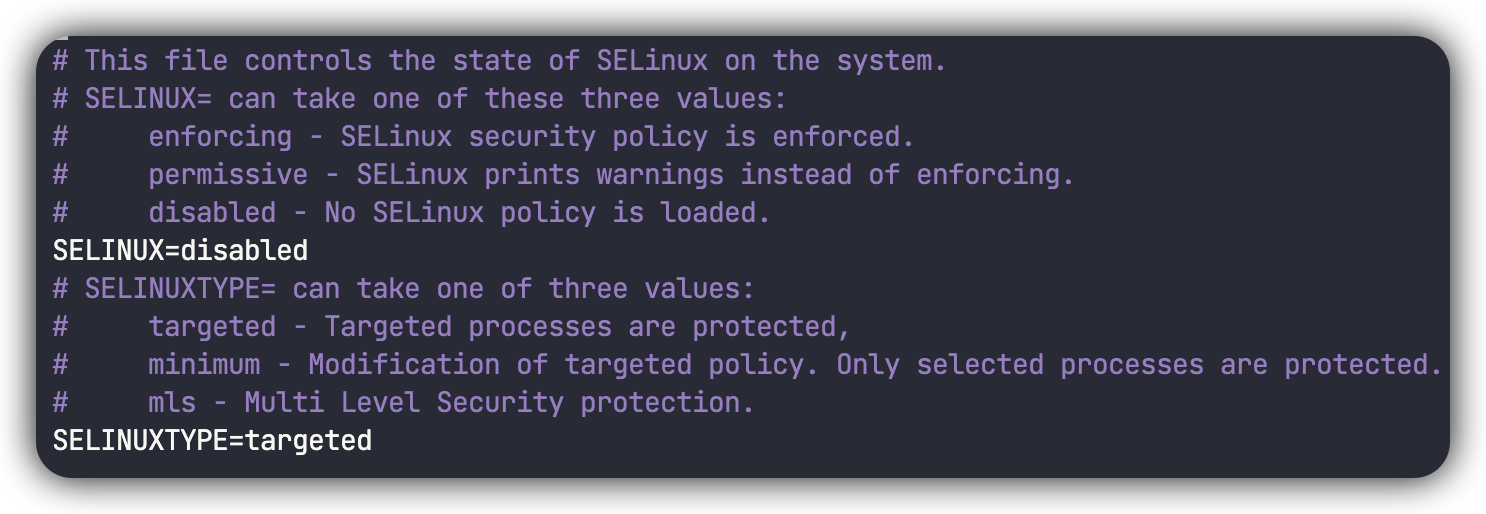 # This file controls the state of SELinux on the system.
# SELINUX= can take one of these three values:
#     enforcing - SELinux security policy is enforced.
#     permissive - SELinux prints warnings instead of enforcing.
#     disabled - No SELinux policy is loaded.
SELINUX=disabled
# SELINUXTYPE= can take one of three values:
#     targeted - Targeted processes are protected,
#     minimum - Modification of targeted policy. Only selected processes are protected.
#     mls - Multi Level Security protection.
SELINUXTYPE=targeted